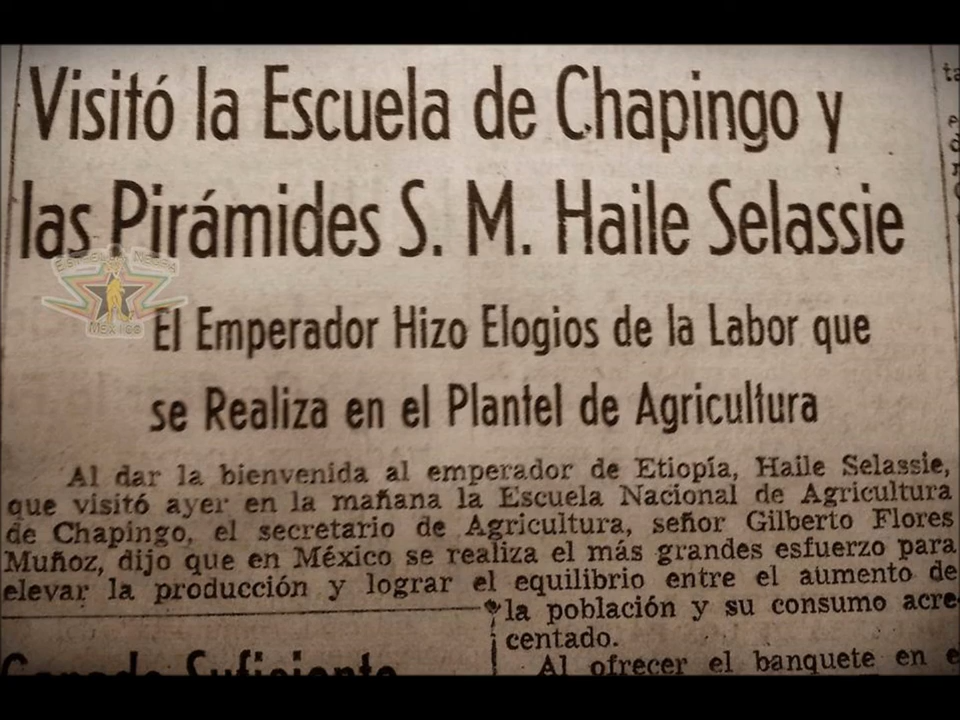 Visitó la Escuela de Chapingo y
las Pirámides S. M. Haile Selassie
El Emperador Hizo Elogios de la Labor que
se Realiza en el Plantel de Agricultura
Al dar la bienvenida al emperador de Etiopía, Haile Selassie,
que visitó ayer en la mañana la Escuela Nacional de Agricultura
de Chapingo, el secretario de Agricultura, señor Gilberto Flores
Muñoz, dijo que en México se realiza el más grandes esfuerzo para
elevar la producción y lograr el equilibrio entre el aumento de
la población y su consumo acre
centado.
Al ofrecer el banquete en e
México